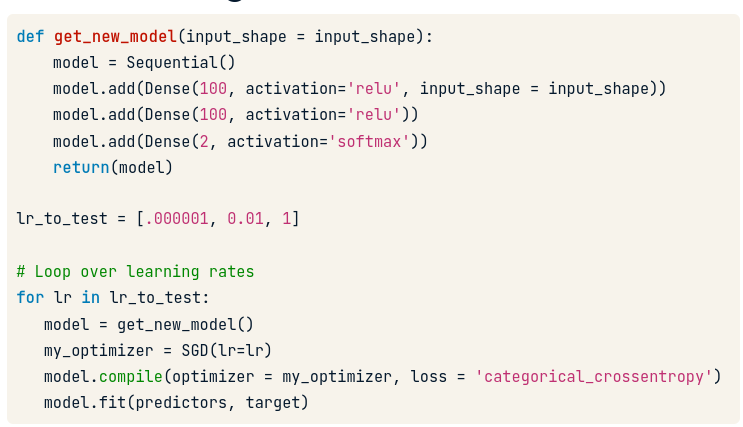 def get_new_model(input_shape = input_shape):
    model = Sequential()
    model.add(Dense(100, activation='relu', input_shape = input_shape))
    model.add(Dense(100, activation='relu'))
    model.add(Dense(2, activation='softmax'))
    return(model)

lr_to_test = [.000001, 0.01, 1]

# Loop over learning rates
for lr in lr_to_test:
   model = get_new_model()
   my_optimizer = SGD(lr=lr)
   model.compile(optimizer = my_optimizer, loss = 'categorical_crossentropy')
   model.fit(predictors, target)